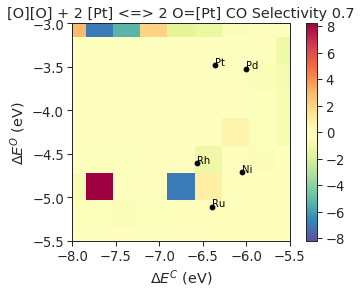 [O][O] + 2 [Pt] <=> 2 O=[Pt] CO Selectivity 0.7
−3.0
−3.5
−4.0
−4.5
−5.0
−5.5
ΔE^O (eV)
Pt
Pd
Rh
Ni
Ru
−8.0 −7.5 −7.0 −6.5 −6.0 −5.5
ΔE^C (eV)
8
6
4
2
0
−2
−4
−6
−8